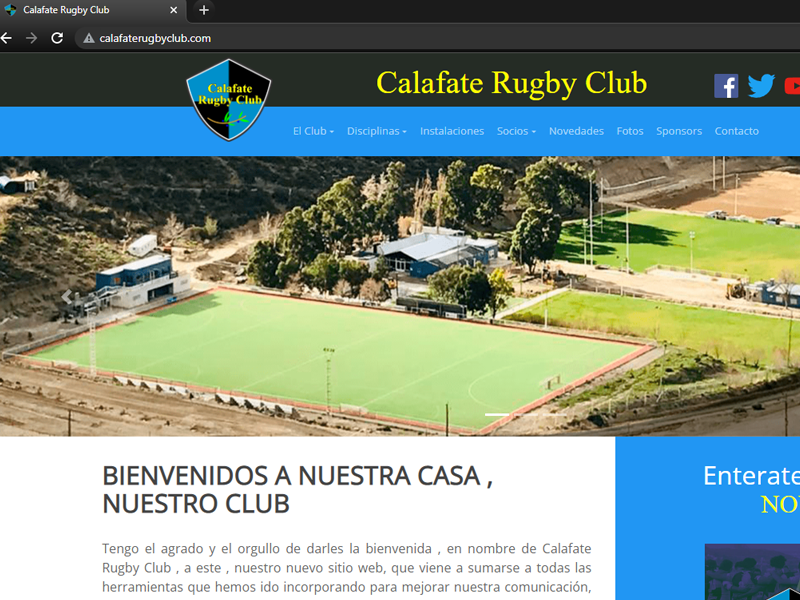 Calafate Rugby Club
calafaterugbyclub.com
Calafate
Rugby Club
Calafate Rugby Club
El Club Disciplinas Instalaciones Socios Novedades Fotos Sponsors Contacto
BIENVENIDOS A NUESTRA CASA ,
NUESTRO CLUB
Tengo el agrado y el orgullo de darles la bienvenida , en nombre de Calafate
Rugby Club , a este , nuestro nuevo sitio web, que viene a sumarse a todas las
herramientas que hemos ido incorporando para mejorar nuestra comunicación,
Enterate
NO